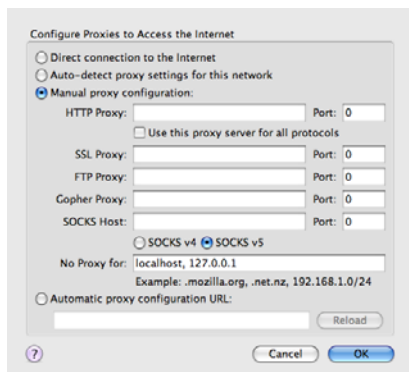 Configure Proxies to Access the Internet
Direct connection to the Internet
Auto-detect proxy settings for this network
Manual proxy configuration:
HTTP Proxy: Port: 0
Use this proxy server for all protocols
SSL Proxy: Port: 0
FTP Proxy: Port: 0
Gopher Proxy: Port: 0
SOCKS Host: Port: 0
SOCKS v4 SOCKS v5
No Proxy for: localhost, 127.0.0.1
Example: .mozilla.org, .net.nz, 192.168.1.0/24
Automatic proxy configuration URL:
Reload
? Cancel OK